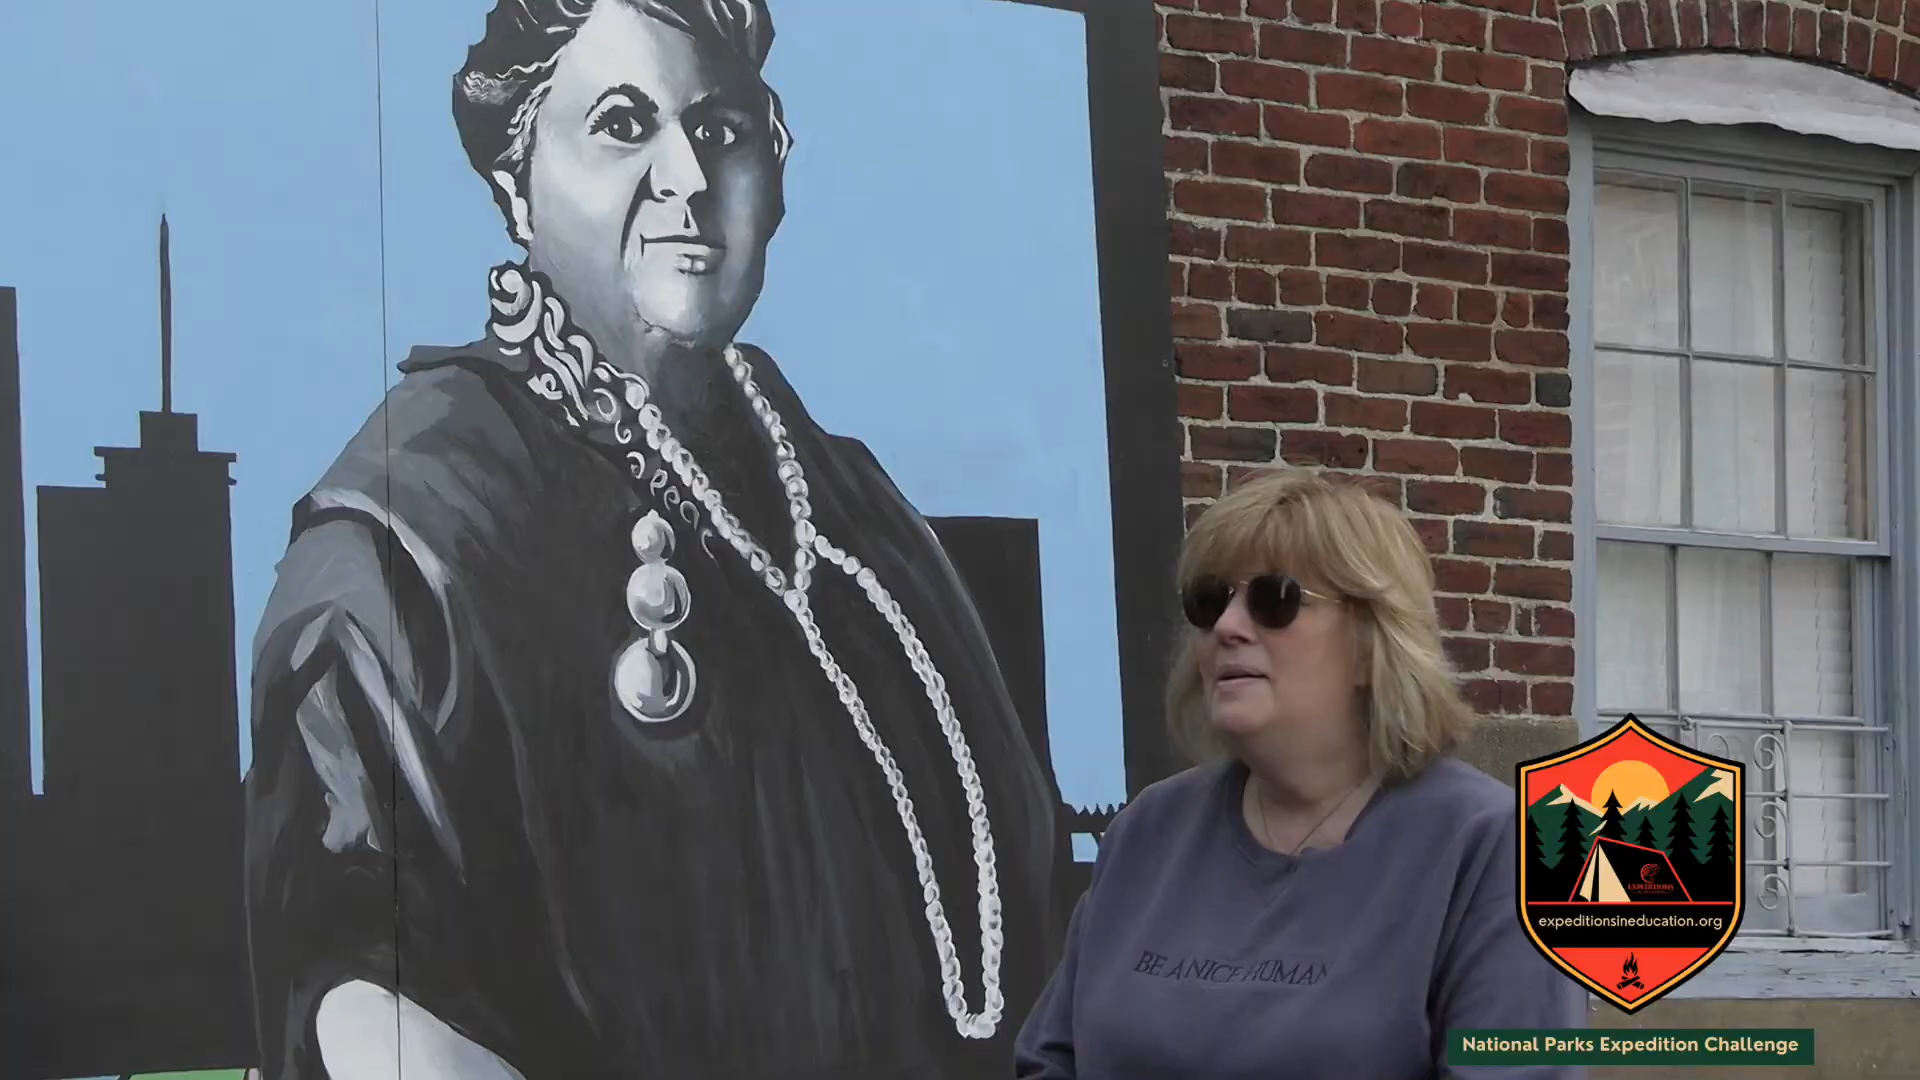 BE A NICE HUMAN
EXPEDITIONS
expeditionsineducation.org
National Parks Expedition Challenge